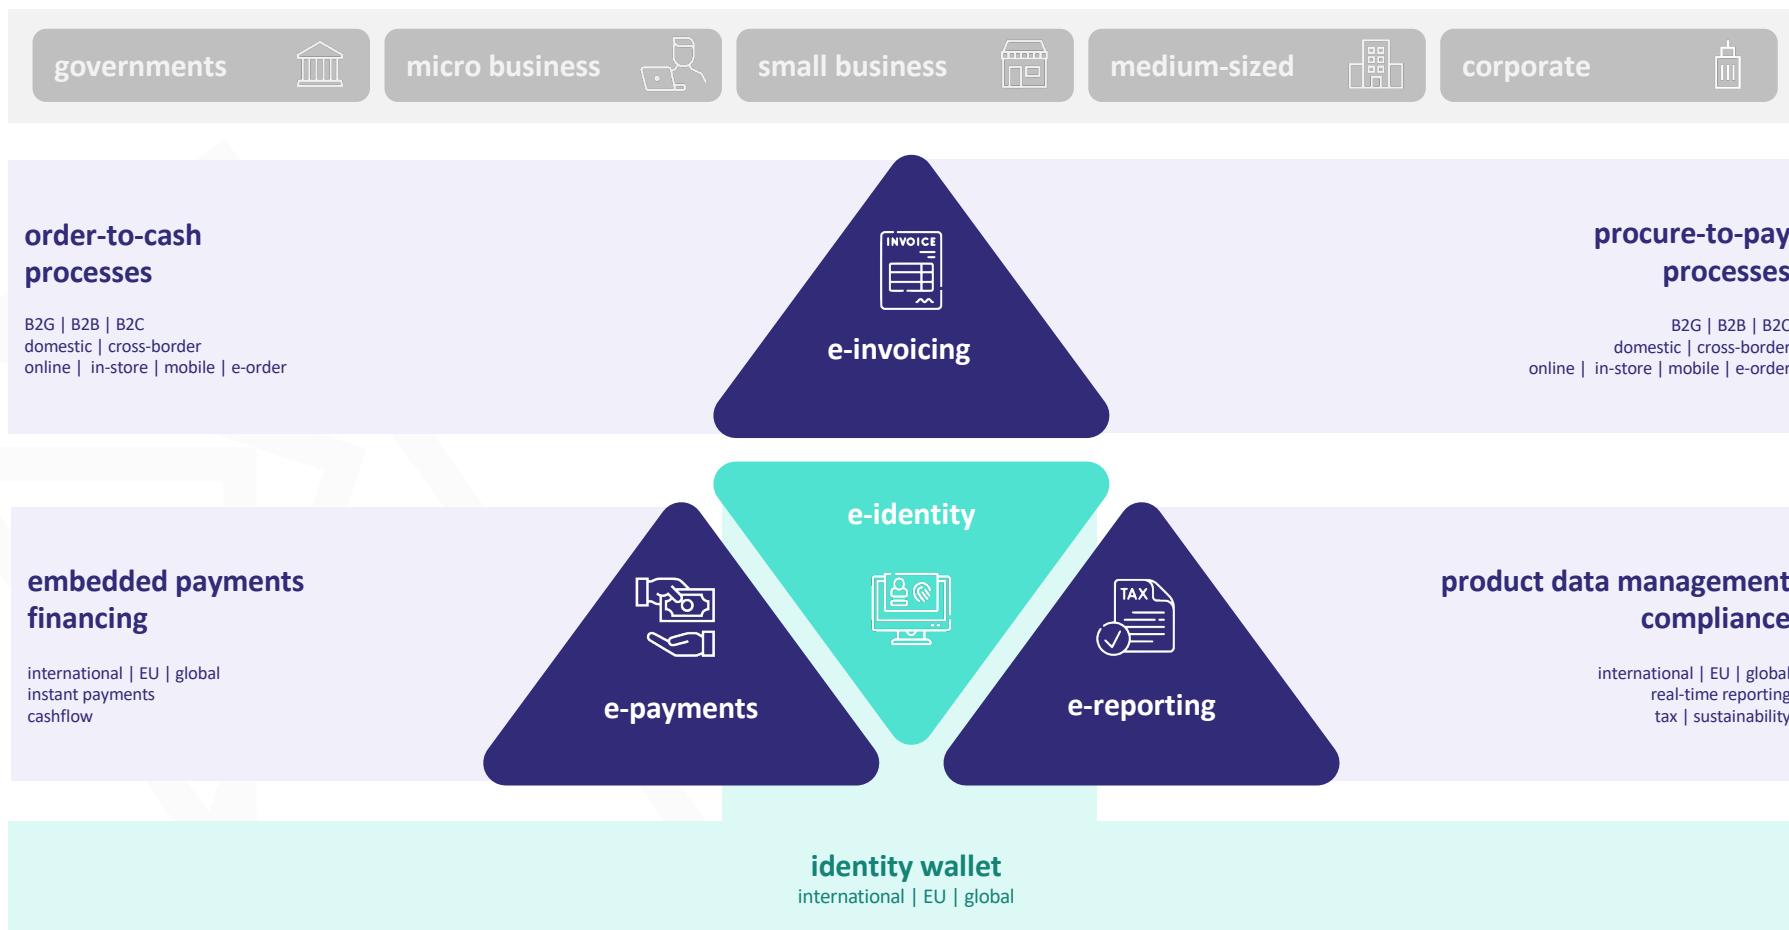 governments
micro business
small business
medium-sized
corporate
order-to-cash
processes
B2G | B2B | B2C
domestic | cross-border
online | in-store | mobile | e-order
INVOICE
e-invoicing
procure-to-pay
processes
B2G | B2B | B2C
domestic | cross-border
online | in-store | mobile | e-order
embedded payments
financing
international | EU | global
instant payments
cashflow
e-payments
e-identity
TAX
e-reporting
product data management
compliance
international | EU | global
real-time reporting
tax | sustainability
identity wallet
international | EU | global